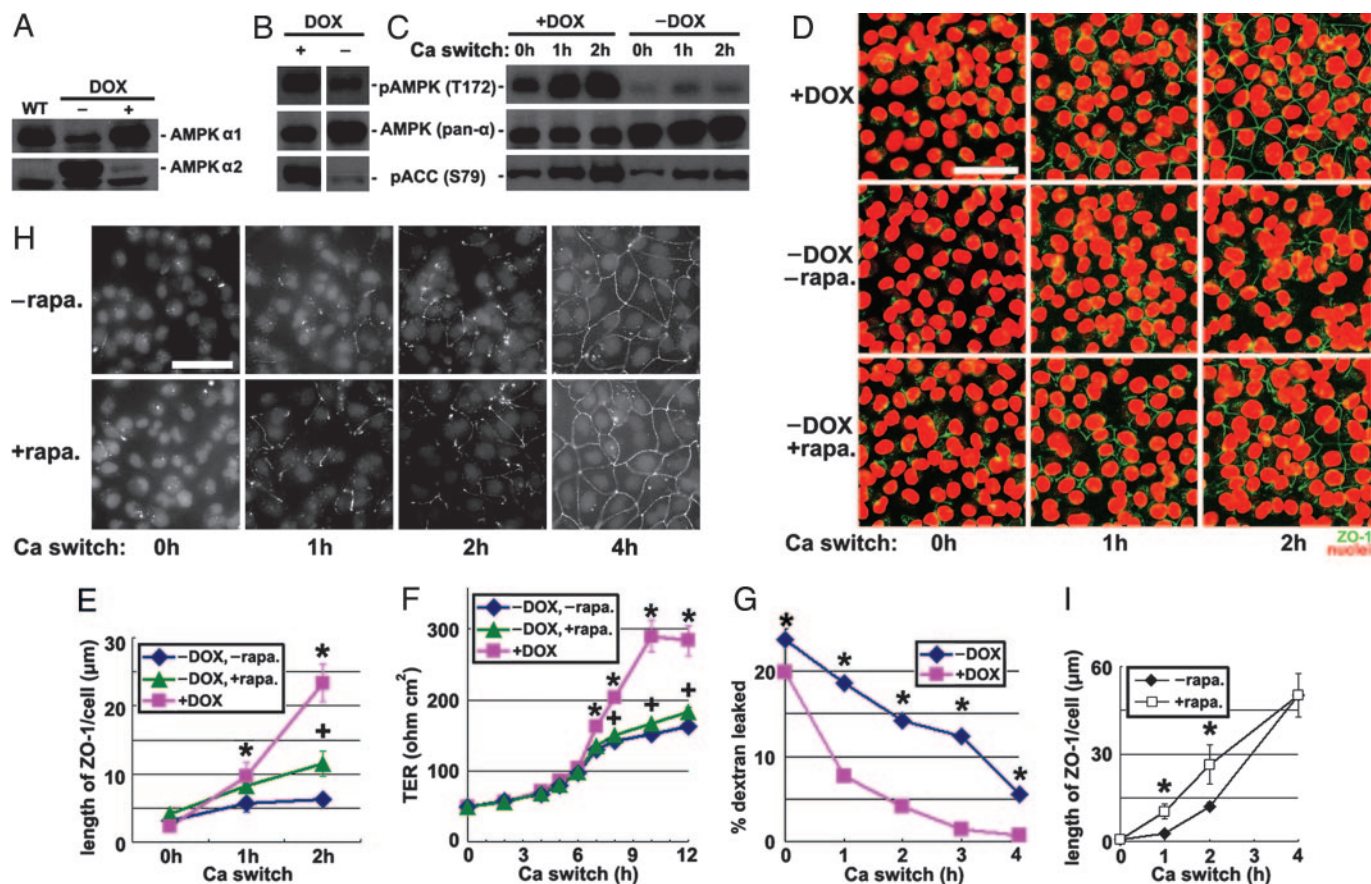 A
DOX
WT − +
- AMPK α1
- AMPK α2
B
DOX
+ −
C
+DOX −DOX
Ca switch: 0h 1h 2h 0h 1h 2h
- pAMPK (T172) -
- AMPK (pan-α) -
- pACC (S79) -
D
+DOX
−DOX
−rapa.
−DOX
+rapa.
Ca switch: 0h 1h 2h
ZO-1
nuclei
H
−rapa.
+rapa.
Ca switch: 0h 1h 2h 4h
E
length of ZO-1/cell (µm)
30
20
10
0
−DOX, −rapa.
−DOX, +rapa.
+DOX
*
*
+
0h 1h 2h
Ca switch
F
TER (ohm cm²)
300
200
100
0
−DOX, −rapa.
−DOX, +rapa.
+DOX
* * * *
+ + +
0 2 4 6 8 10 12
Ca switch (h)
G
% dextran leaked
20
10
0
−DOX
+DOX
* * * * *
0 1 2 3 4
Ca switch (h)
I
length of ZO-1/cell (µm)
60
30
0
−rapa.
+rapa.
* *
0 1 2 4
Ca switch (h)